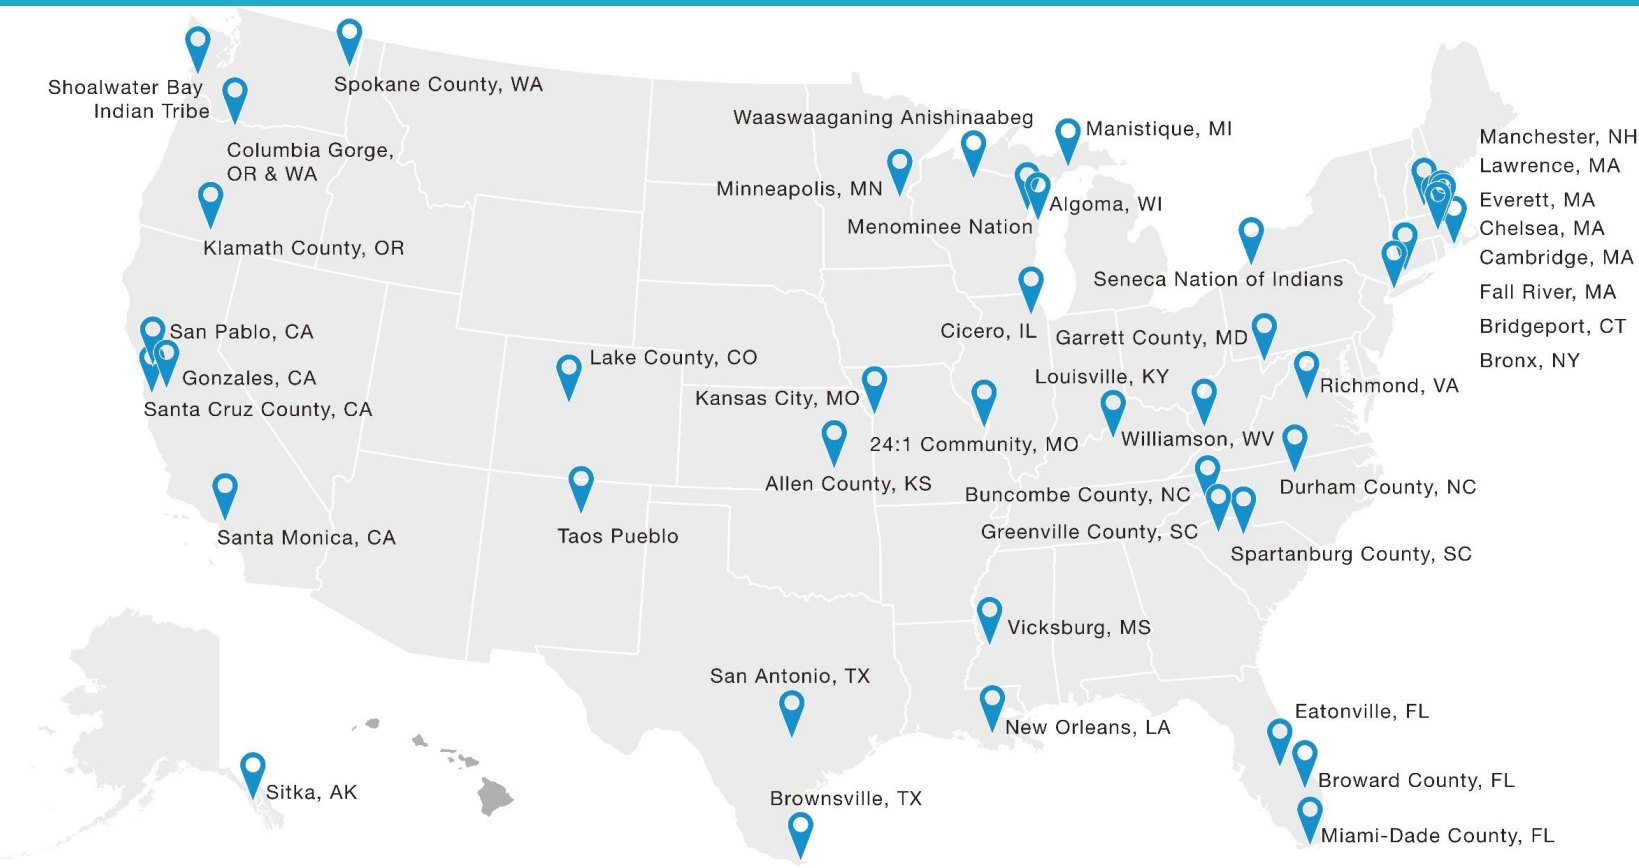 Shoalwater Bay
Indian Tribe
Spokane County, WA
Columbia Gorge,
OR & WA
Klamath County, OR
Waaswaaganing Anishinaabeg
Manistique, MI
Minneapolis, MN
Menominee Nation
Algoma, WI
Manchester, NH
Lawrence, MA
Everett, MA
Chelsea, MA
Cambridge, MA
Fall River, MA
Bridgeport, CT
Bronx, NY
Seneca Nation of Indians
San Pablo, CA
Gonzales, CA
Santa Cruz County, CA
Lake County, CO
Cicero, IL
Garrett County, MD
Louisville, KY
Richmond, VA
Kansas City, MO
24:1 Community, MO
Williamson, WV
Allen County, KS
Buncombe County, NC
Durham County, NC
Greenville County, SC
Spartanburg County, SC
Santa Monica, CA
Taos Pueblo
Vicksburg, MS
San Antonio, TX
New Orleans, LA
Eatonville, FL
Broward County, FL
Sitka, AK
Brownsville, TX
Miami-Dade County, FL